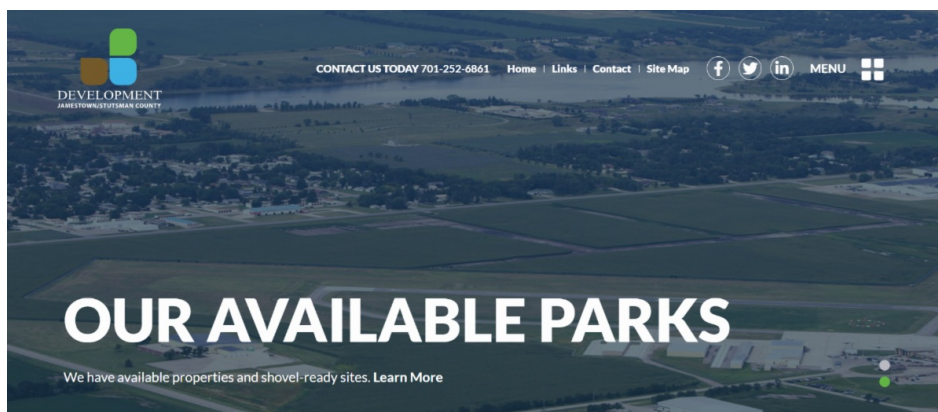 CONTACT US TODAY 701-252-6861 Home | Links | Contact | Site Map MENU
DEVELOPMENT
JAMESTOWN/STUTSMAN COUNTY
OUR AVAILABLE PARKS
We have available properties and shovel-ready sites. Learn More